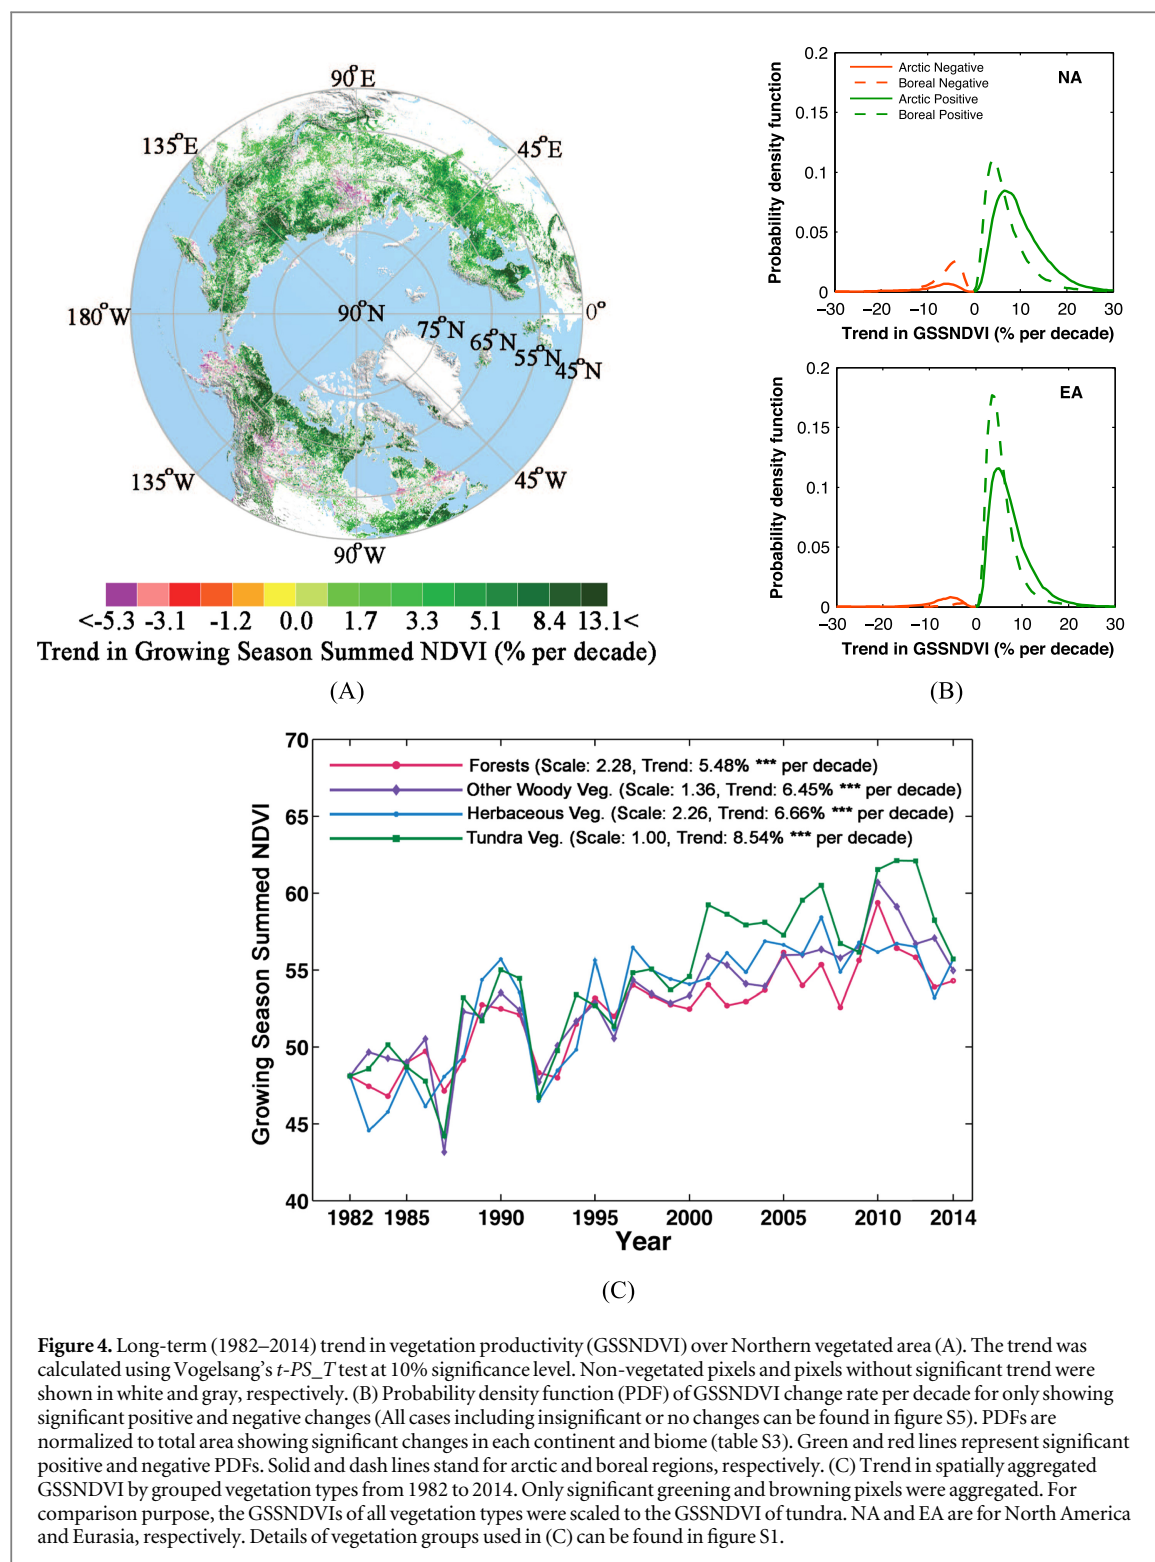 90°E
135°E
45°E
180°W
90°N
75°N
65°N
55°N
45°N
0°
135°W
45°W
90°W
<-5.3 -3.1 -1.2 0.0 1.7 3.3 5.1 8.4 13.1<
Trend in Growing Season Summed NDVI (% per decade)
(A)
0.2
0.15
0.1
0.05
0
Probability density function
Arctic Negative
Boreal Negative
Arctic Positive
Boreal Positive
NA
−30 −20 −10 0 10 20 30
Trend in GSSNDVI (% per decade)
0.2
0.15
0.1
0.05
0
Probability density function
EA
−30 −20 −10 0 10 20 30
Trend in GSSNDVI (% per decade)
(B)
70
65
60
55
50
45
40
Growing Season Summed NDVI
Forests (Scale: 2.28, Trend: 5.48% *** per decade)
Other Woody Veg. (Scale: 1.36, Trend: 6.45% *** per decade)
Herbaceous Veg. (Scale: 2.26, Trend: 6.66% *** per decade)
Tundra Veg. (Scale: 1.00, Trend: 8.54% *** per decade)
1982 1985 1990 1995 2000 2005 2010 2014
Year
(C)
Figure 4. Long-term (1982–2014) trend in vegetation productivity (GSSNDVI) over Northern vegetated area (A). The trend was
calculated using Vogelsang's t-PS_T test at 10% significance level. Non-vegetated pixels and pixels without significant trend were
shown in white and gray, respectively. (B) Probability density function (PDF) of GSSNDVI change rate per decade for only showing
significant positive and negative changes (All cases including insignificant or no changes can be found in figure S5). PDFs are
normalized to total area showing significant changes in each continent and biome (table S3). Green and red lines represent significant
positive and negative PDFs. Solid and dash lines stand for arctic and boreal regions, respectively. (C) Trend in spatially aggregated
GSSNDVI by grouped vegetation types from 1982 to 2014. Only significant greening and browning pixels were aggregated. For
comparison purpose, the GSSNDVIs of all vegetation types were scaled to the GSSNDVI of tundra. NA and EA are for North America
and Eurasia, respectively. Details of vegetation groups used in (C) can be found in figure S1.